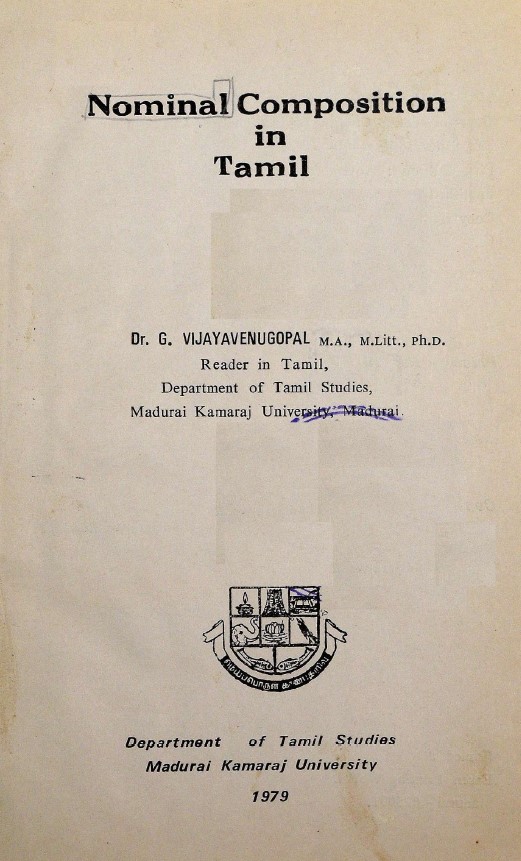 Nominal Composition
in
Tamil
Dr. G. VIJAYAVENUGOPAL M.A., M.Litt., Ph.D.
Reader in Tamil,
Department of Tamil Studies,
Madurai Kamaraj University, Madurai.
Department of Tamil Studies
Madurai Kamaraj University
1979